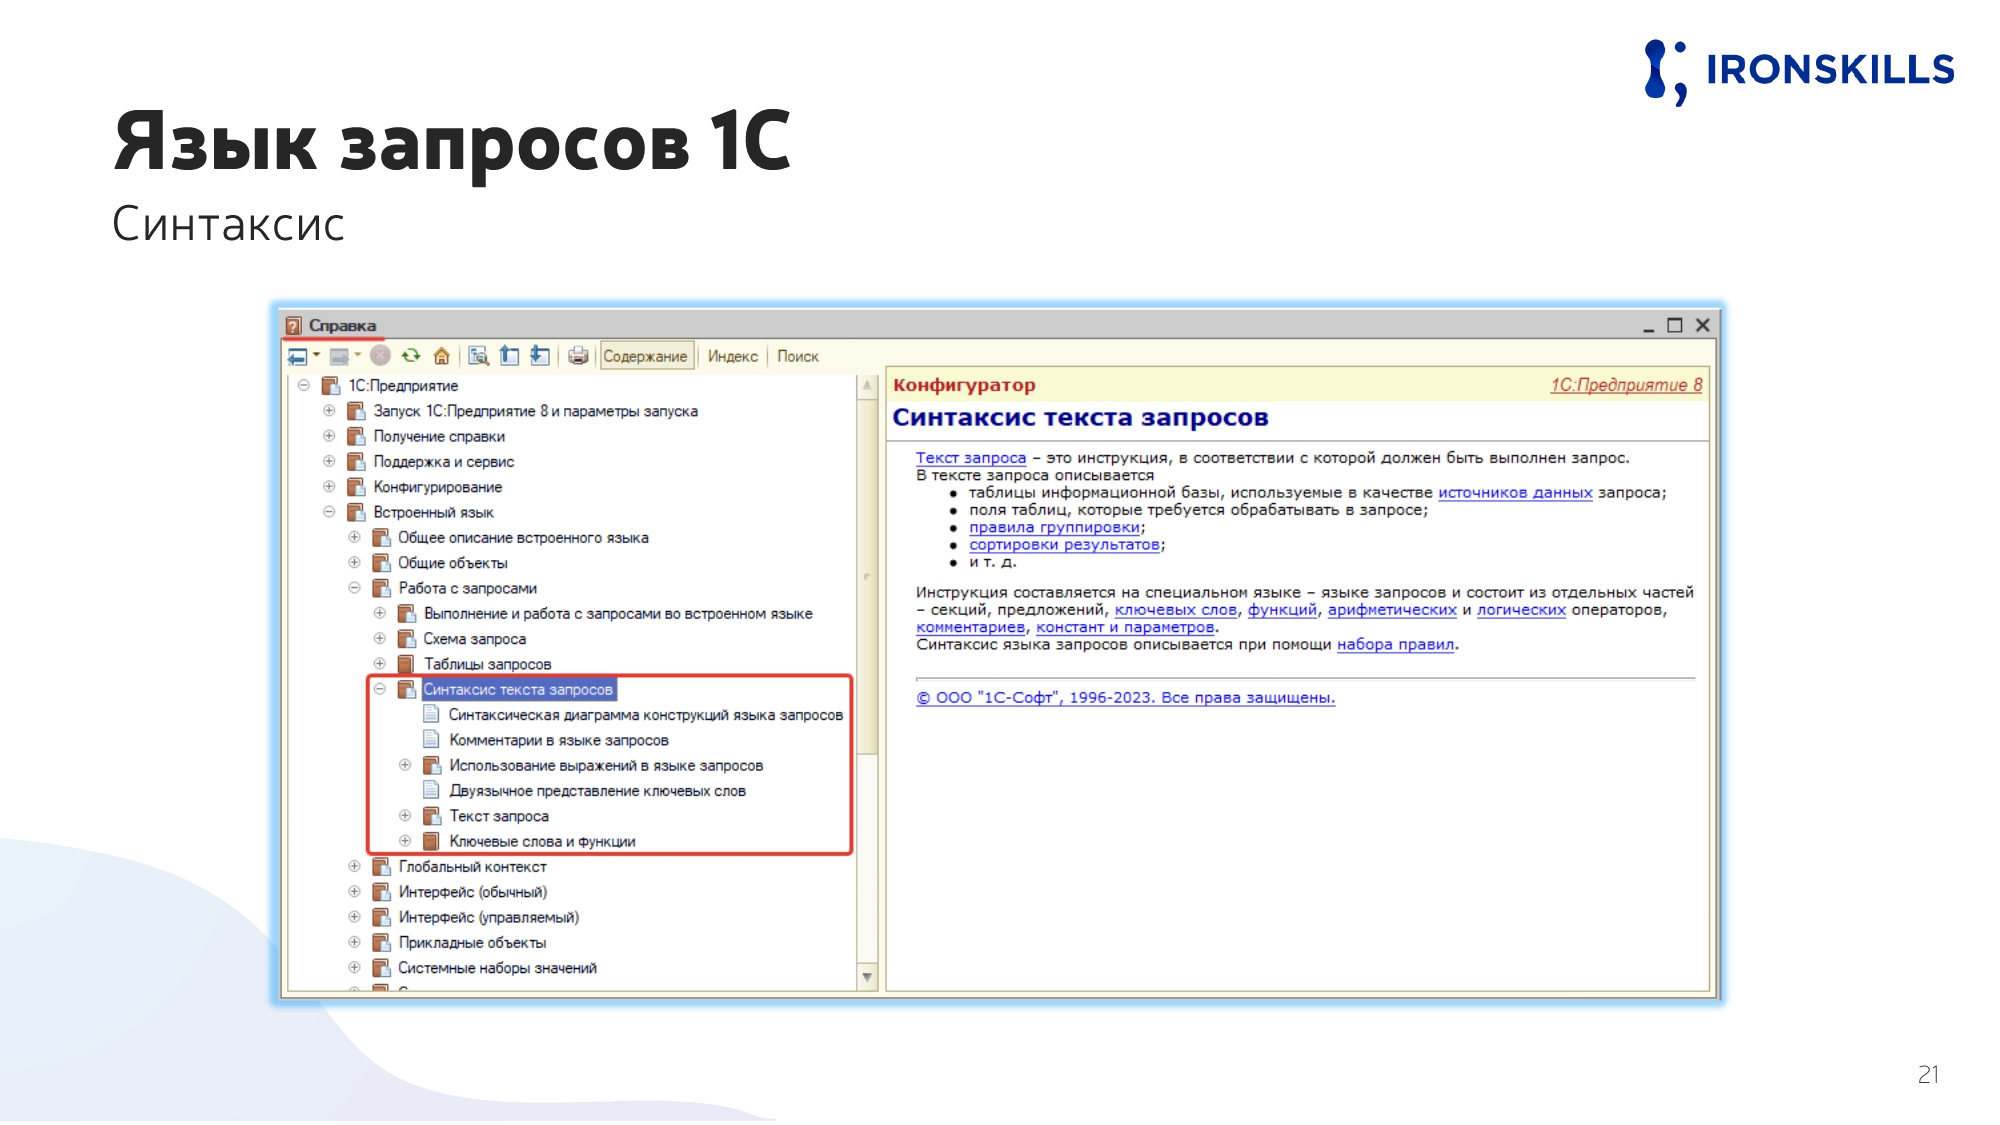 IRONSKILLS
Язык запросов 1С
Синтаксис
Справка
Содержание Индекс Поиск
1С:Предприятие
Запуск 1С:Предприятие 8 и параметры запуска
Получение справки
Поддержка и сервис
Конфигурирование
Встроенный язык
Общее описание встроенного языка
Общие объекты
Работа с запросами
Выполнение и работа с запросами во встроенном языке
Схема запроса
Таблицы запросов
Синтаксис текста запросов
Синтаксическая диаграмма конструкций языка запросов
Комментарии в языке запросов
Использование выражений в языке запросов
Двуязычное представление ключевых слов
Текст запроса
Ключевые слова и функции
Глобальный контекст
Интерфейс (обычный)
Интерфейс (управляемый)
Прикладные объекты
Системные наборы значений
Конфигуратор 1С:Предприятие 8
Синтаксис текста запросов
Текст запроса – это инструкция, в соответствии с которой должен быть выполнен запрос.
В тексте запроса описывается
• таблицы информационной базы, используемые в качестве источников данных запроса;
• поля таблиц, которые требуется обрабатывать в запросе;
• правила группировки;
• сортировки результатов;
• и т. д.
Инструкция составляется на специальном языке – языке запросов и состоит из отдельных частей
– секций, предложений, ключевых слов, функций, арифметических и логических операторов,
комментариев, констант и параметров.
Синтаксис языка запросов описывается при помощи набора правил.
© ООО "1С-Софт", 1996-2023. Все права защищены.
21